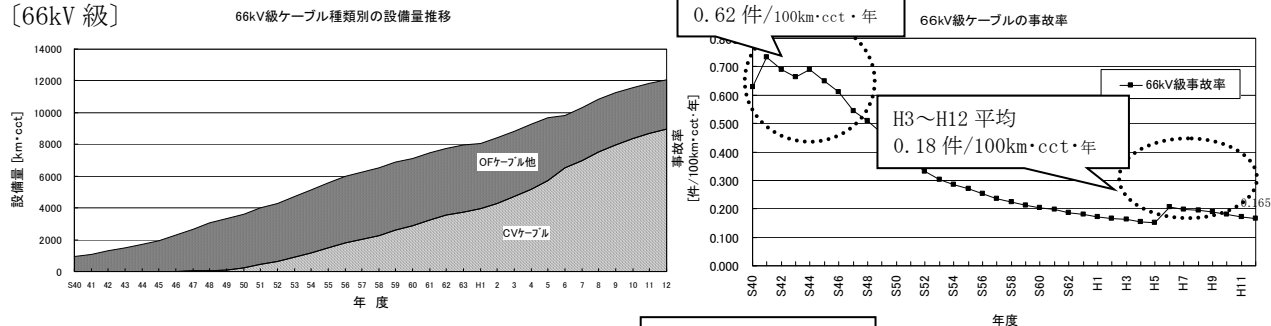 〔66kV 級〕
66kV級ケーブル種類別の設備量推移
設備量 [km・cct]
14000
12000
10000
8000
6000
4000
2000
0
OFケーブル他
CVケーブル
S40 41 42 43 44 45 46 47 48 49 50 51 52 53 54 55 56 57 58 59 60 61 62 63 H1 2 3 4 5 6 7 8 9 10 11 12
年 度
0.62 件/100km・cct・年
66kV級ケーブルの事故率
事故率
[件/100km・cct・年]
0.800
0.700
0.600
0.500
0.400
0.300
0.200
0.100
0.000
66kV級事故率
H3～H12 平均
0.18 件/100km・cct・年
0.165
S40 S42 S44 S46 S48 S50 S52 S54 S56 S58 S60 S62 H1 H3 H5 H7 H9 H11
年度